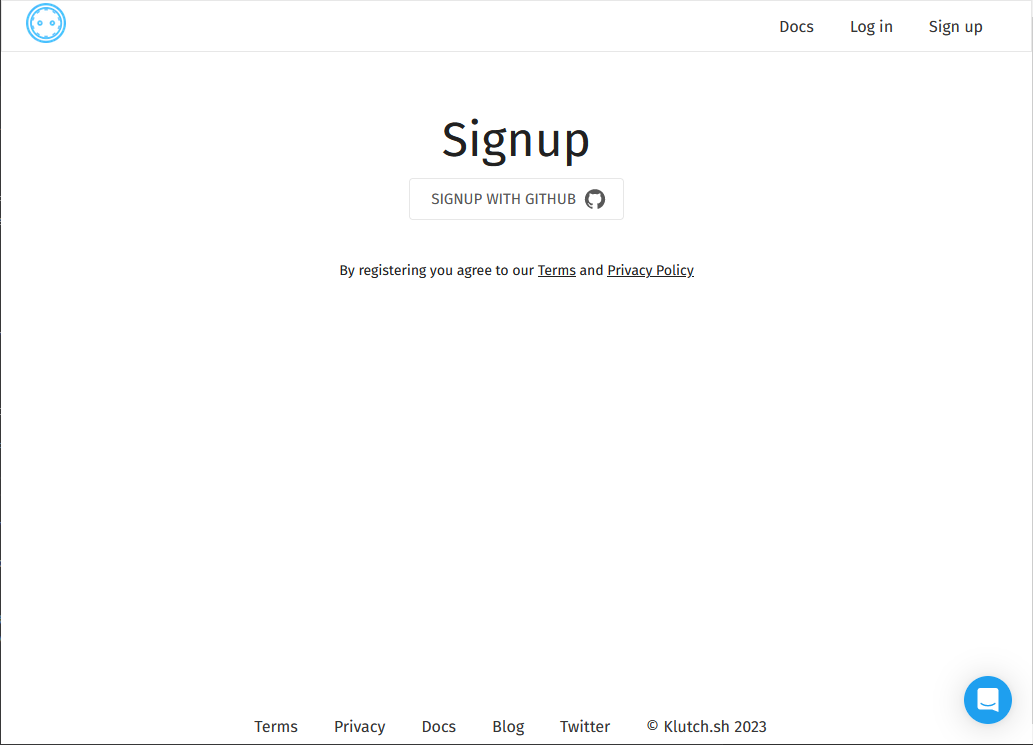 Docs Log in Sign up
Signup
SIGNUP WITH GITHUB
By registering you agree to our Terms and Privacy Policy
Terms Privacy Docs Blog Twitter © Klutch.sh 2023